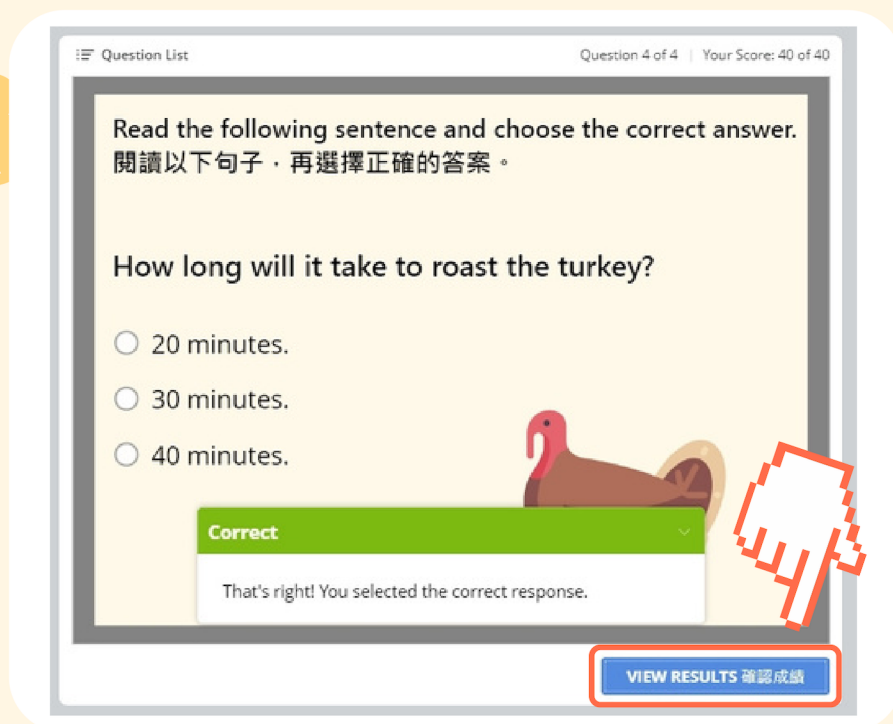 Question List
Question 4 of 4 | Your Score: 40 of 40
Read the following sentence and choose the correct answer.
閱讀以下句子，再選擇正確的答案。
How long will it take to roast the turkey?
20 minutes.
30 minutes.
40 minutes.
Correct
That's right! You selected the correct response.
VIEW RESULTS 確認成績